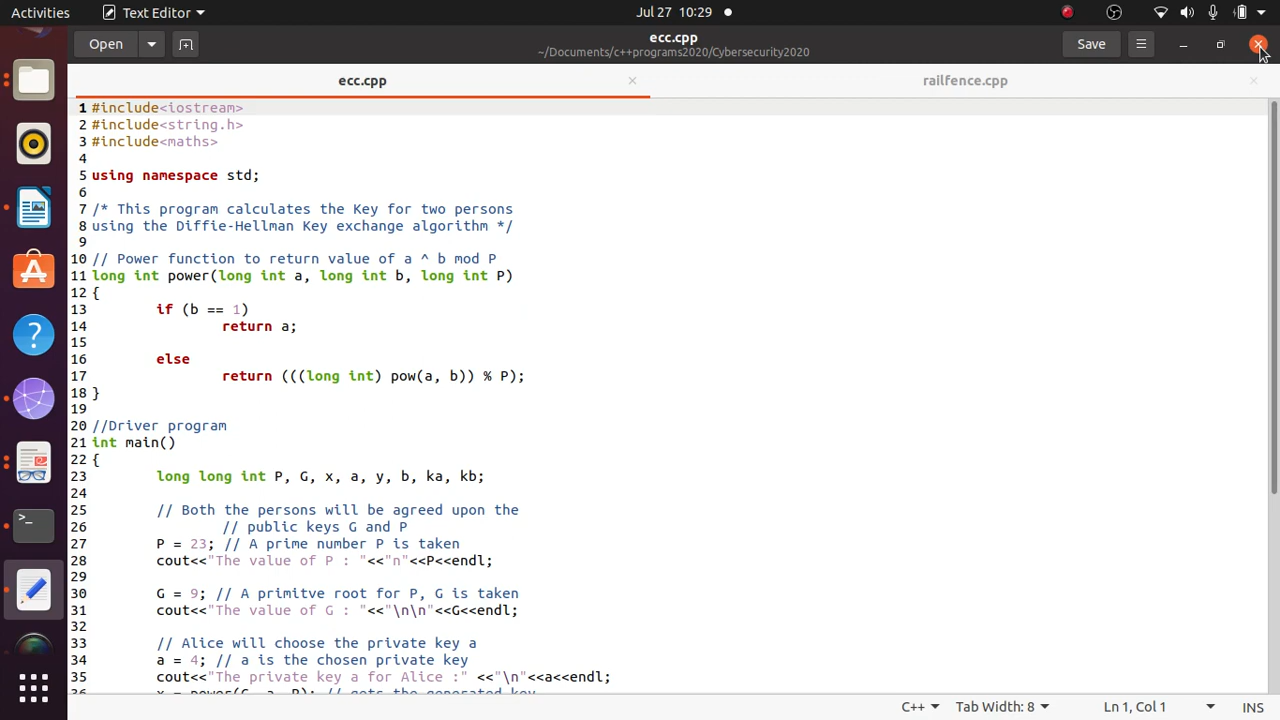 Activities Text Editor Jul 27 10:29
Open ecc.cpp Save
~/Documents/c++programs2020/Cybersecurity2020
ecc.cpp × railfence.cpp ×
1 #include<iostream>
2 #include<string.h>
3 #include<maths>
4
5 using namespace std;
6
7 /* This program calculates the Key for two persons
8 using the Diffie-Hellman Key exchange algorithm */
9
10 // Power function to return value of a ^ b mod P
11 long int power(long int a, long int b, long int P)
12 {
13 if (b == 1)
14 return a;
15
16 else
17 return (((long int) pow(a, b)) % P);
18 }
19
20 //Driver program
21 int main()
22 {
23 long long int P, G, x, a, y, b, ka, kb;
24
25 // Both the persons will be agreed upon the
26 // public keys G and P
27 P = 23; // A prime number P is taken
28 cout<<"The value of P : "<<"n"<<P<<endl;
29
30 G = 9; // A primitve root for P, G is taken
31 cout<<"The value of G : "<<"\n\n"<<G<<endl;
32
33 // Alice will choose the private key a
34 a = 4; // a is the chosen private key
35 cout<<"The private key a for Alice :" <<"\n"<<a<<endl;
36 x = power(G, a, P); // gets the generated key
C++ Tab Width: 8 Ln 1, Col 1 INS